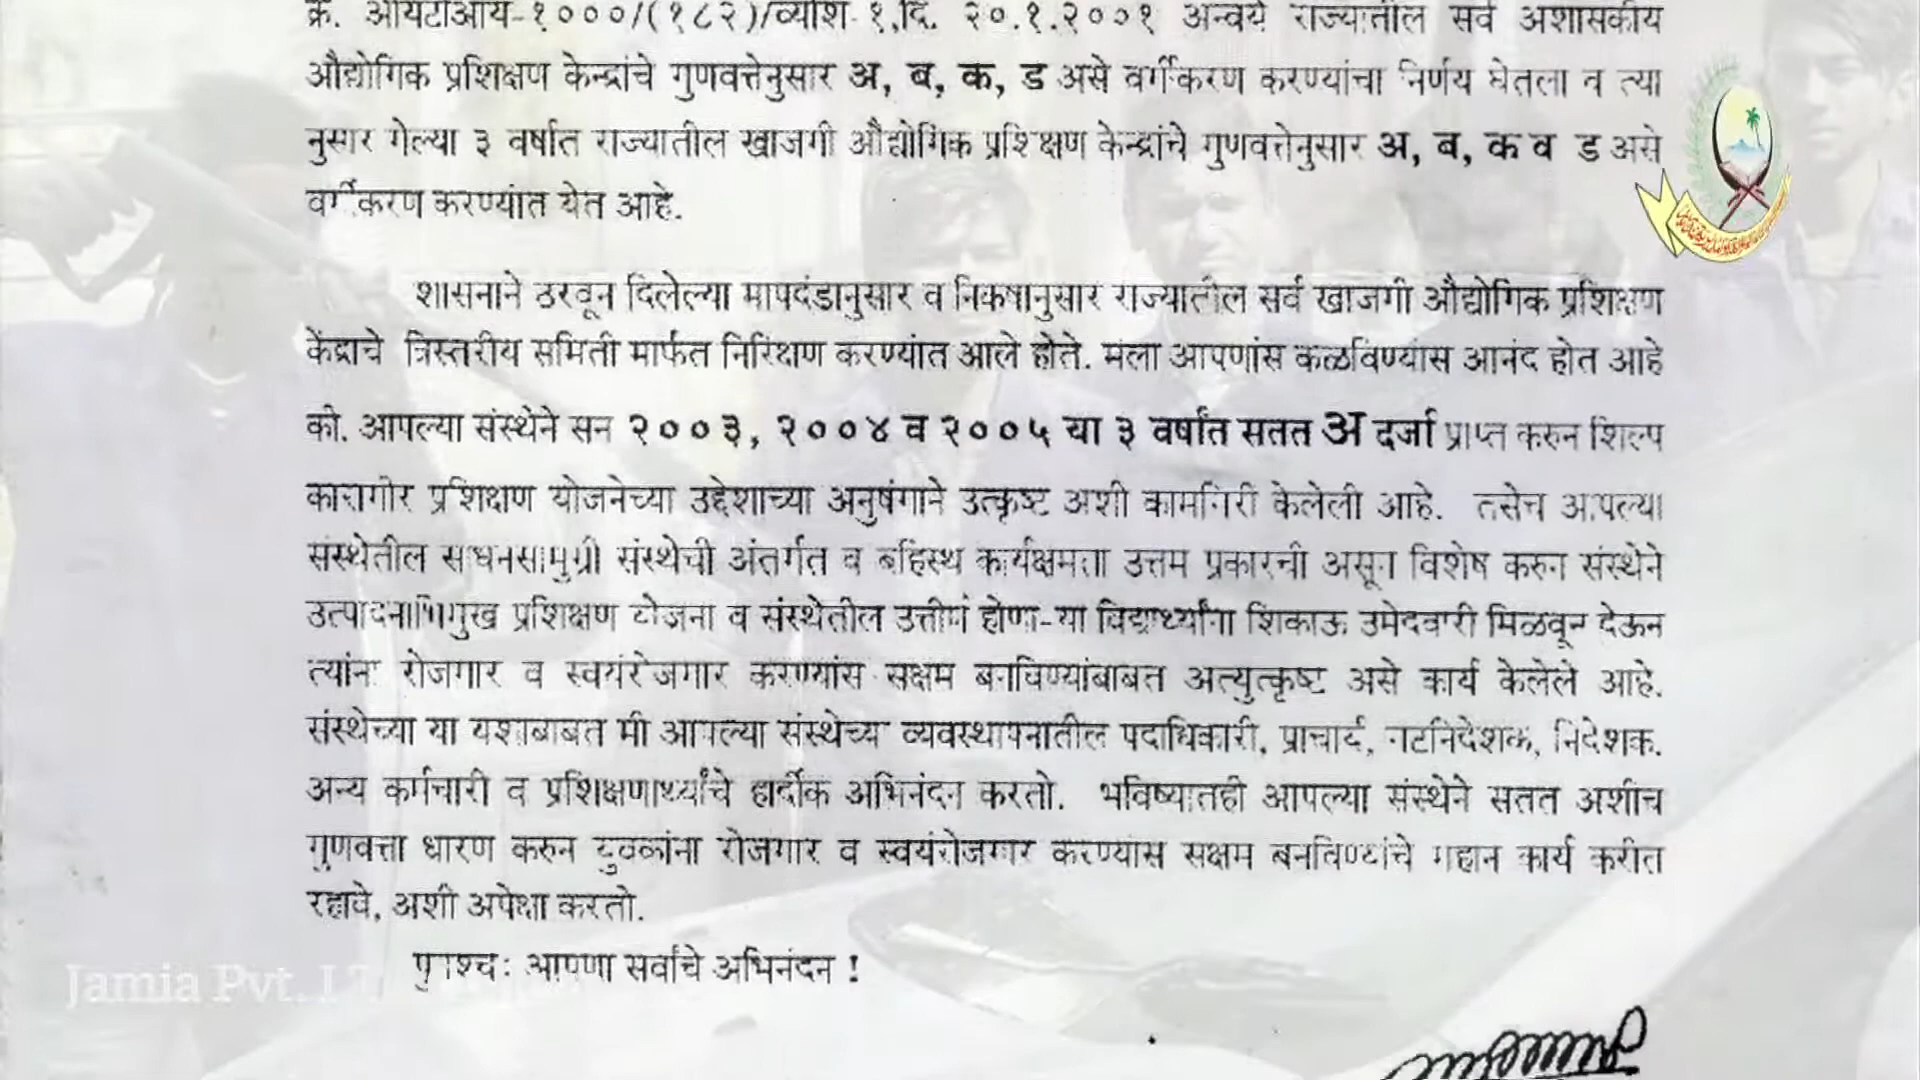 क्र. आयटीआय-१०००/(१८२)/व्याशि-१,दि. २०.१.२००१ अन्वये राज्यातील सर्व अशासकीय
औद्योगिक प्रशिक्षण केन्द्रांचे गुणवत्तेनुसार अ, ब, क, ड असे वर्गीकरण करण्यांचा निर्णय घेतला व त्या
नुसार गेल्या ३ वर्षात राज्यातील खाजगी औद्योगिक प्रशिक्षण केन्द्रांचे गुणवत्तेनुसार अ, ब, क व ड असे
वर्गीकरण करण्यांत येत आहे.
शासनाने ठरवून दिलेल्या मापदंडानुसार व निकषानुसार राज्यातील सर्व खाजगी औद्योगिक प्रशिक्षण
केंद्राचे त्रिस्तरीय समिती मार्फत निरिक्षण करण्यांत आले होते. मला आपणांस कळविण्यास आनंद होत आहे
की. आपल्या संस्थेने सन २००३, २००४ व २००५ या ३ वर्षांत सतत अ दर्जा प्राप्त करुन शिल्प
कारागीर प्रशिक्षण योजनेच्या उद्देशाच्या अनुषंगाने उत्कृष्ट अशी कामगिरी केलेली आहे. तसेच आपल्या
संस्थेतील साधनसामुग्री संस्थेची अंतर्गत व बहिस्थ कार्यक्षमता उत्तम प्रकारची असून विशेष करुन संस्थेने
उत्पादनाभिमुख प्रशिक्षण योजना व संस्थेतील उत्तीर्ण होणा-या विद्यार्थ्यांना शिकाऊ उमेदवारी मिळवून देऊन
त्यांना रोजगार व स्वयंरोजगार करण्यांस सक्षम बनविण्यांबाबत अत्युत्कृष्ट असे कार्य केलेले आहे.
संस्थेच्या या यशाबाबत मी आपल्या संस्थेच्या व्यवस्थापनातील पदाधिकारी, प्राचार्य, गटनिदेशक, निदेशक.
अन्य कर्मचारी व प्रशिक्षणार्थ्यांचे हार्दीक अभिनंदन करतो. भविष्यातही आपल्या संस्थेने सतत अशीच
गुणवत्ता धारण करुन युवकांना रोजगार व स्वयंरोजगार करण्यास सक्षम बनविण्यांचे महान कार्य करीत
रहावे, अशी अपेक्षा करतो.
पुनश्च: आपणा सर्वांचे अभिनंदन !
Jamia Pvt.